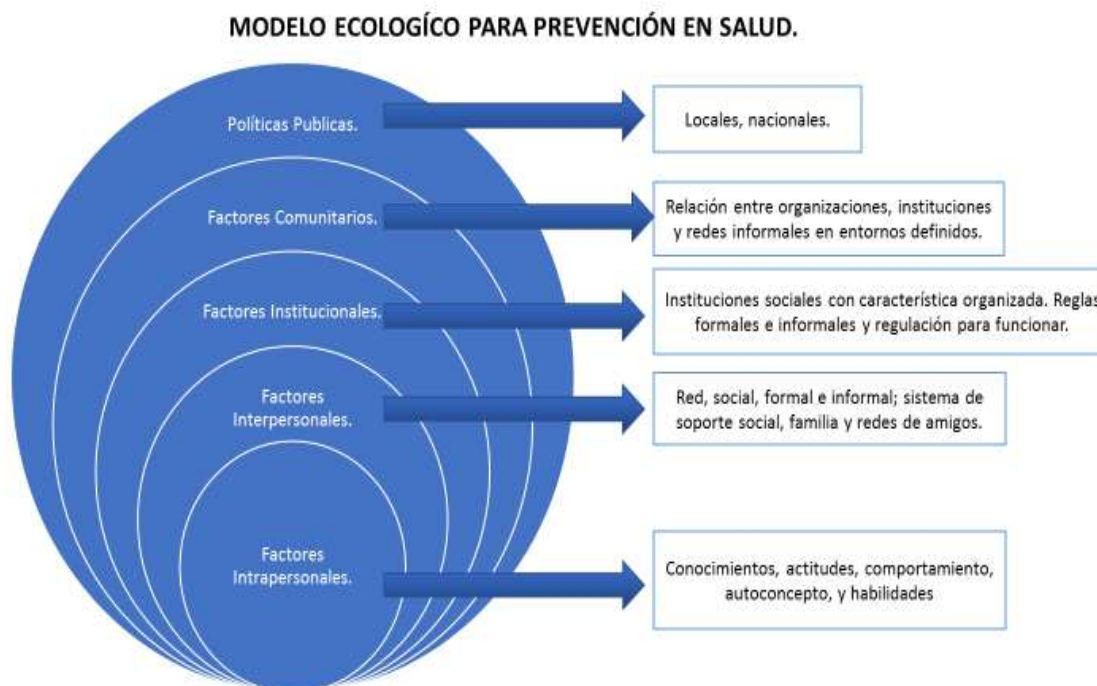 MODELO ECOLOGÍCO PARA PREVENCIÓN EN SALUD.
Políticas Publicas.
Locales, nacionales.
Factores Comunitarios.
Relación entre organizaciones, instituciones
y redes informales en entornos definidos.
Factores Institucionales.
Instituciones sociales con característica organizada. Reglas
formales e informales y regulación para funcionar.
Factores
Interpersonales.
Red, social, formal e informal; sistema de
soporte social, familia y redes de amigos.
Factores
Intrapersonales.
Conocimientos, actitudes, comportamiento,
autoconcepto, y habilidades